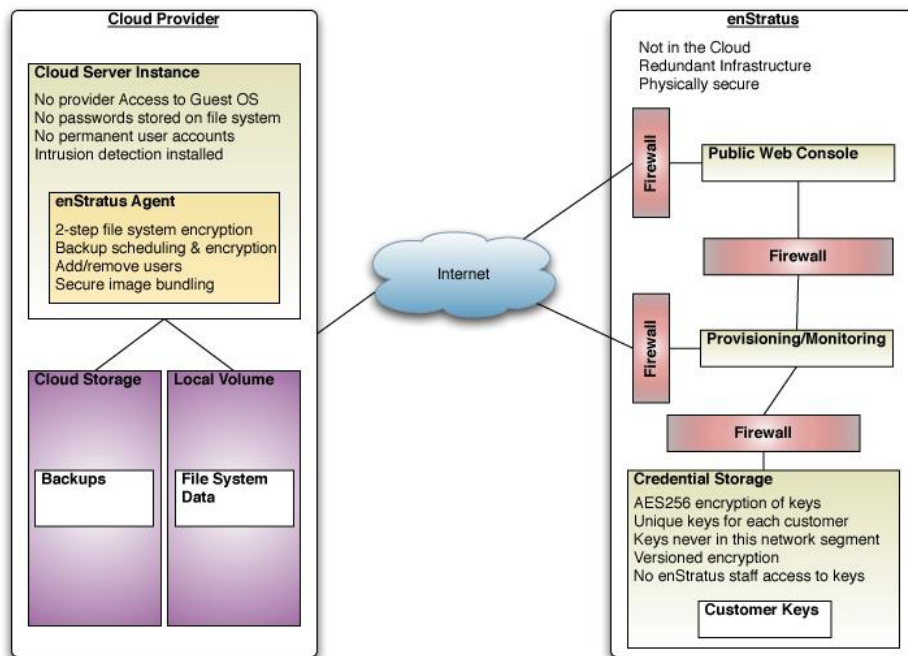 Cloud Provider
Cloud Server Instance
No provider Access to Guest OS
No passwords stored on file system
No permanent user accounts
Intrusion detection installed
enStratus Agent
2-step file system encryption
Backup scheduling & encryption
Add/remove users
Secure image bundling
Cloud Storage
Backups
Local Volume
File System
Data
Internet
enStratus
Not in the Cloud
Redundant Infrastructure
Physically secure
Firewall
Public Web Console
Firewall
Firewall
Provisioning/Monitoring
Firewall
Credential Storage
AES256 encryption of keys
Unique keys for each customer
Keys never in this network segment
Versioned encryption
No enStratus staff access to keys
Customer Keys